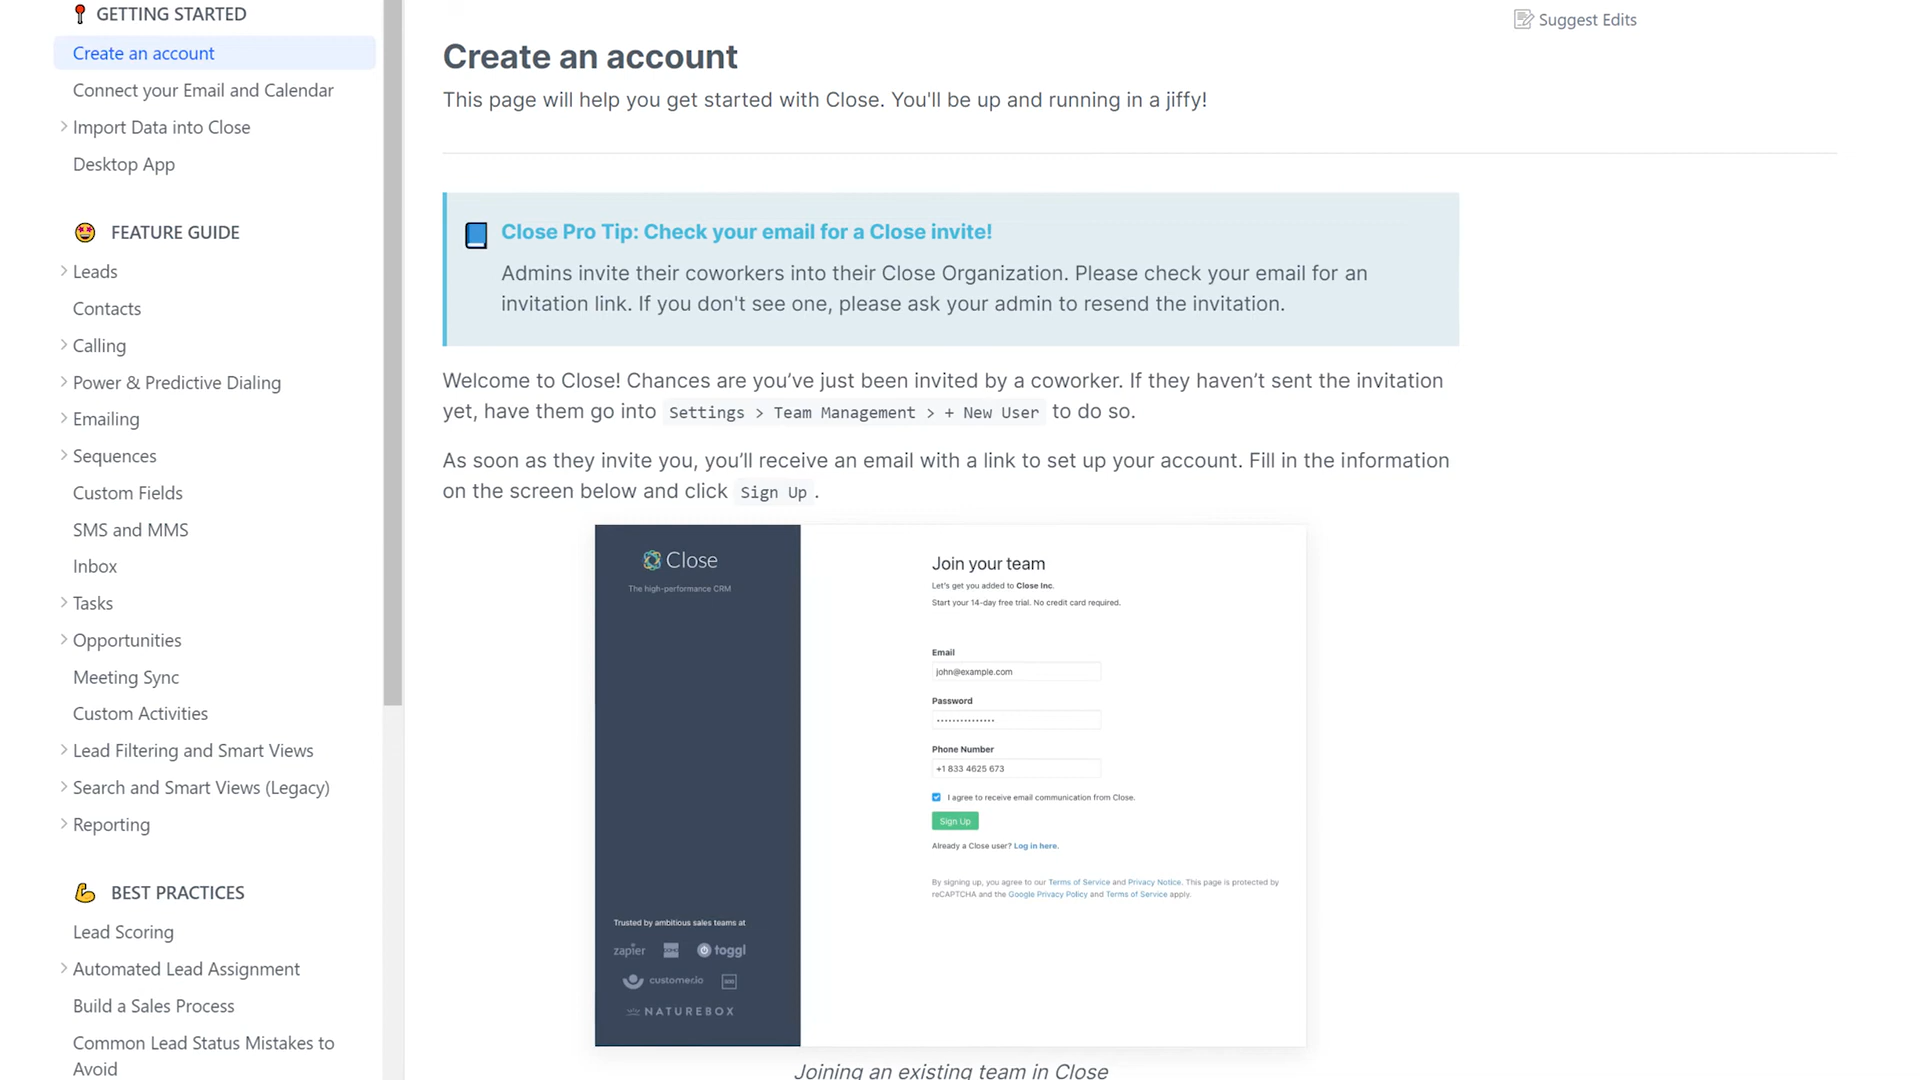 GETTING STARTED
Create an account
Connect your Email and Calendar
Import Data into Close
Desktop App
FEATURE GUIDE
Leads
Contacts
Calling
Power & Predictive Dialing
Emailing
Sequences
Custom Fields
SMS and MMS
Inbox
Tasks
Opportunities
Meeting Sync
Custom Activities
Lead Filtering and Smart Views
Search and Smart Views (Legacy)
Reporting
BEST PRACTICES
Lead Scoring
Automated Lead Assignment
Build a Sales Process
Common Lead Status Mistakes to
Avoid
Suggest Edits
Create an account
This page will help you get started with Close. You'll be up and running in a jiffy!
Close Pro Tip: Check your email for a Close invite!
Admins invite their coworkers into their Close Organization. Please check your email for an
invitation link. If you don't see one, please ask your admin to resend the invitation.
Welcome to Close! Chances are you’ve just been invited by a coworker. If they haven’t sent the invitation
yet, have them go into Settings > Team Management > + New User to do so.
As soon as they invite you, you’ll receive an email with a link to set up your account. Fill in the information
on the screen below and click Sign Up .
Close
The high-performance CRM
Trusted by ambitious sales teams at
zapier
toggl
customer.io
NATUREBOX
Join your team
Let's get you added to Close Inc.
Start your 14-day free trial. No credit card required.
Email
john@example.com
Password
Phone Number
+1 833 4625 673
I agree to receive email communication from Close.
Sign Up
Already a Close user? Log in here.
By signing up, you agree to our Terms of Service and Privacy Notice. This page is protected by
reCAPTCHA and the Google Privacy Policy and Terms of Service apply.
Joining an existing team in Close